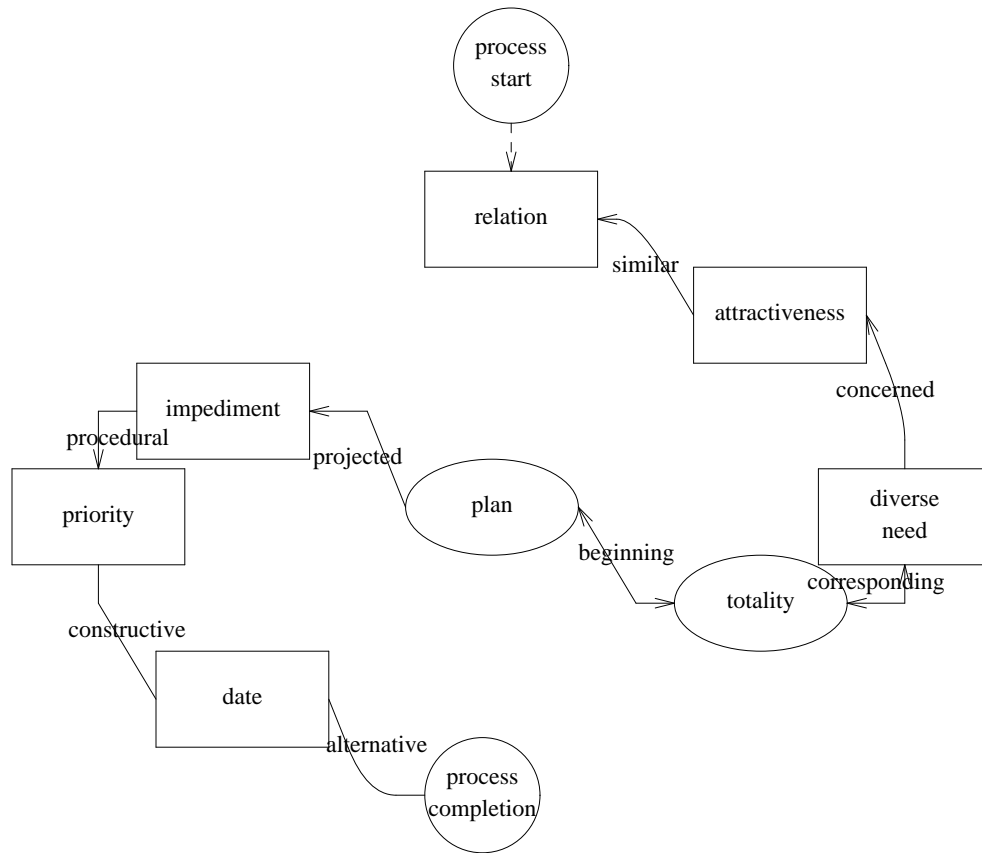 process
start
relation
similar
attractiveness
concerned
impediment
procedural
projected
priority
plan
diverse
need
beginning
corresponding
totality
constructive
date
alternative
process
completion